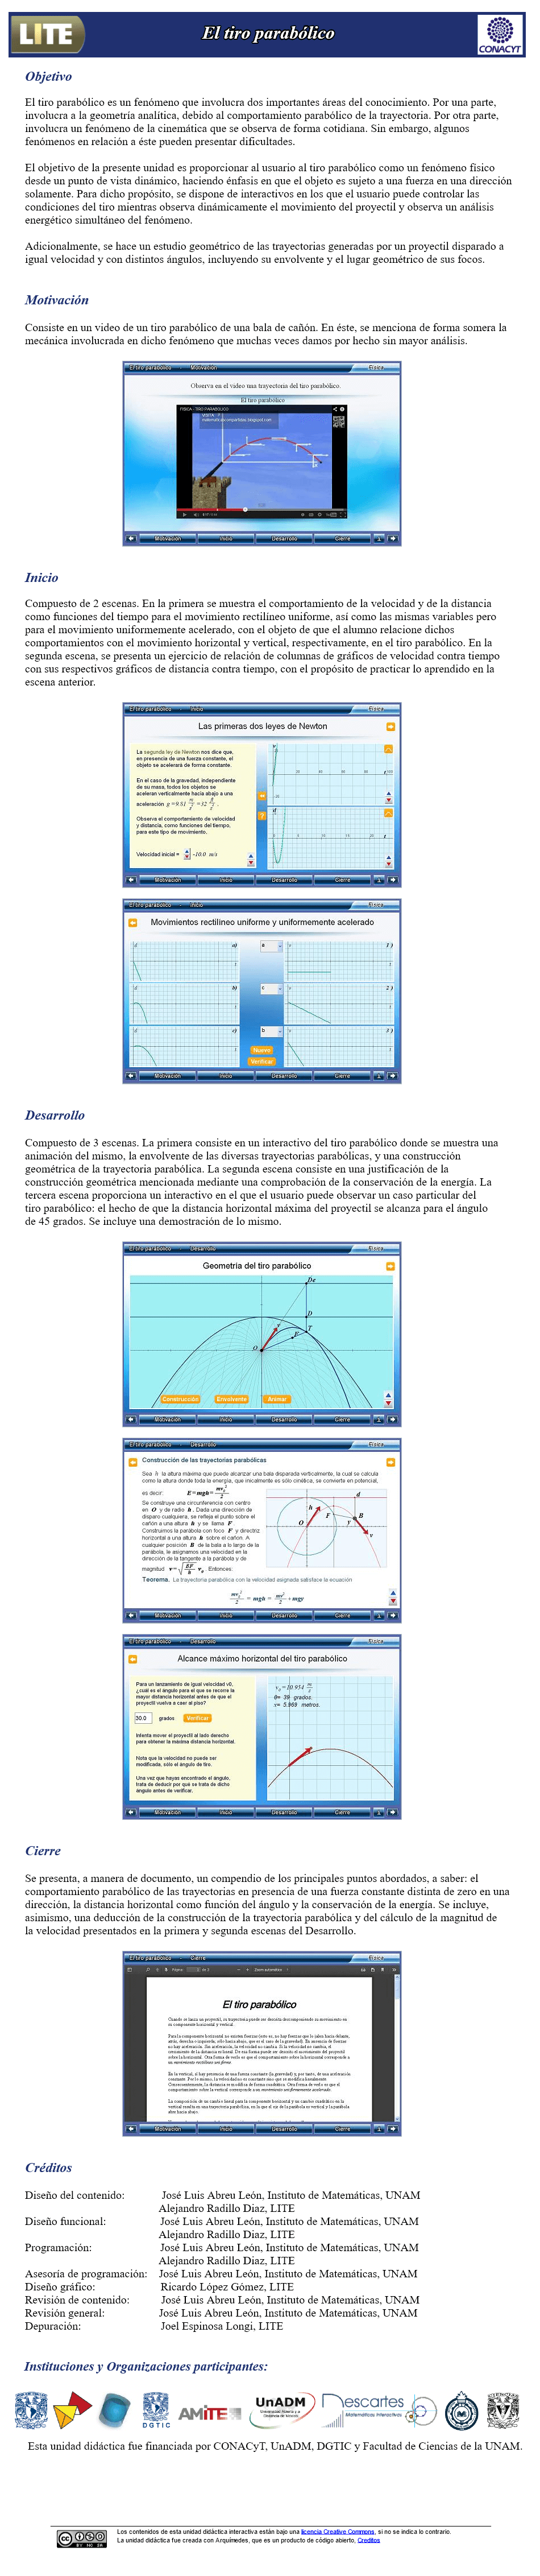 LITE
El tiro parabólico
CONACYT
Objetivo
El tiro parabólico es un fenómeno que involucra dos importantes áreas del conocimiento. Por una parte,
involucra a la geometría analítica, debido al comportamiento parabólico de la trayectoria. Por otra parte,
involucra un fenómeno de la cinemática que se observa de forma cotidiana. Sin embargo, algunos
fenómenos en relación a éste pueden presentar dificultades.
El objetivo de la presente unidad es proporcionar al usuario al tiro parabólico como un fenómeno físico
desde un punto de vista dinámico, haciendo énfasis en que el objeto es sujeto a una fuerza en una dirección
solamente. Para dicho propósito, se dispone de interactivos en los que el usuario puede controlar las
condiciones del tiro mientras observa dinámicamente el movimiento del proyectil y observa un análisis
energético simultáneo del fenómeno.
Adicionalmente, se hace un estudio geométrico de las trayectorias generadas por un proyectil disparado a
igual velocidad y con distintos ángulos, incluyendo su envolvente y el lugar geométrico de sus focos.
Motivación
Consiste en un video de un tiro parabólico de una bala de cañón. En éste, se menciona de forma somera la
mecánica involucrada en dicho fenómeno que muchas veces damos por hecho sin mayor análisis.
El tiro parabólico - Motivación Física
Observa en el video una trayectoria del tiro parabólico.
El tiro parabólico
FISICA - TIRO PARABOLICO
Motivación Inicio Desarrollo Cierre 1
Inicio
Compuesto de 2 escenas. En la primera se muestra el comportamiento de la velocidad y de la distancia
como funciones del tiempo para el movimiento rectilíneo uniforme, así como las mismas variables pero
para el movimiento uniformemente acelerado, con el objeto de que el alumno relacione dichos
comportamientos con el movimiento horizontal y vertical, respectivamente, en el tiro parabólico. En la
segunda escena, se presenta un ejercicio de relación de columnas de gráficos de velocidad contra tiempo
con sus respectivos gráficos de distancia contra tiempo, con el propósito de practicar lo aprendido en la
escena anterior.
El tiro parabólico - Inicio Física
Las primeras dos leyes de Newton
La segunda ley de Newton nos dice que,
en presencia de una fuerza constante, el
objeto se acelerará de forma constante.
En el caso de la gravedad, independiente
de su masa, todos los objetos se
aceleran verticalmente hacia abajo a una
aceleración
Observa el comportamiento de velocidad
y distancia, como funciones del tiempo,
para este tipo de movimiento.
Velocidad inicial = -10.0 m/s
Motivación Inicio Desarrollo Cierre 1
El tiro parabólico - Inicio Física
Movimientos rectilíneo uniforme y uniformemente acelerado
d a) a v 1)
t t
d b) c v 2)
t t
d c) b v 3)
t t
Nuevo
Verificar
Motivación Inicio Desarrollo Cierre 1
Desarrollo
Compuesto de 3 escenas. La primera consiste en un interactivo del tiro parabólico donde se muestra una
animación del mismo, la envolvente de las diversas trayectorias parabólicas, y una construcción
geométrica de la trayectoria parabólica. La segunda escena consiste en una justificación de la
construcción geométrica mencionada mediante una comprobación de la conservación de la energía. La
tercera escena proporciona un interactivo en el que el usuario puede observar un caso particular del
tiro parabólico: el hecho de que la distancia horizontal máxima del proyectil se alcanza para el ángulo
de 45 grados. Se incluye una demostración de lo mismo.
El tiro parabólico - Desarrollo Física
Geometría del tiro parabólico
De
D
v T
F
O
Construcción Envolvente Animar
Motivación Inicio Desarrollo Cierre 1
El tiro parabólico - Desarrollo Física
Construcción de las trayectorias parabólicas
Sea h la altura máxima que puede alcanzar una bala disparada verticalmente, la cual se calcula
como la altura donde toda la energía, que inicialmente es sólo cinética, se convierte en potencial,
es decir: E=mgh= mv₀²/2
Se construye una circunferencia con centro
en O y de radio h. Dada una dirección de
disparo cualquiera, se refleja el punto sobre el
cañón a una altura h y se llama F.
Construimos la parábola con foco F y directriz
horizontal a una altura h sobre el cañón. A
cualquier posición B de la bala a lo largo de la
parábola, le asignamos una velocidad en la
dirección de la tangente a la parábola y de
magnitud v=√(BF/h) v₀. Entonces:
Teorema. La trayectoria parabólica con la velocidad asignada satisface la ecuación
mv₀²/2 = mgh = mv²/2 + mgy
h d F B O y v
Motivación Inicio Desarrollo Cierre 1
El tiro parabólico - Desarrollo Física
Alcance máximo horizontal del tiro parabólico
Para un lanzamiento de igual velocidad v0,
¿cuál es el ángulo para el que se recorre la
mayor distancia horizontal antes de que el
proyectil vuelva a caer al piso?
30.0 grados Verificar
Intenta mover el proyectil al lado derecho
para obtener la máxima distancia horizontal.
Nota que la velocidad no puede ser
modificada, sólo el ángulo de tiro.
Una vez que hayas encontrado el ángulo,
trata de deducir por qué se trata de dicho
ángulo antes de verificar.
v₀=10.954 m/s
θ= 39 grados.
x= 5.968 metros.
Motivación Inicio Desarrollo Cierre 1
Cierre
Se presenta, a manera de documento, un compendio de los principales puntos abordados, a saber: el
comportamiento parabólico de las trayectorias en presencia de una fuerza constante distinta de zero en una
dirección, la distancia horizontal como función del ángulo y la conservación de la energía. Se incluye,
asimismo, una deducción de la construcción de la trayectoria parabólica y del cálculo de la magnitud de
la velocidad presentados en la primera y segunda escenas del Desarrollo.
El tiro parabólico - Cierre Física
El tiro parabólico
Motivación Inicio Desarrollo Cierre 1
Créditos
Diseño del contenido: José Luis Abreu León, Instituto de Matemáticas, UNAM
Alejandro Radillo Díaz, LITE
Diseño funcional: José Luis Abreu León, Instituto de Matemáticas, UNAM
Alejandro Radillo Díaz, LITE
Programación: José Luis Abreu León, Instituto de Matemáticas, UNAM
Alejandro Radillo Díaz, LITE
Asesoría de programación: José Luis Abreu León, Instituto de Matemáticas, UNAM
Diseño gráfico: Ricardo López Gómez, LITE
Revisión de contenido: José Luis Abreu León, Instituto de Matemáticas, UNAM
Revisión general: José Luis Abreu León, Instituto de Matemáticas, UNAM
Depuración: Joel Espinosa Longi, LITE
Instituciones y Organizaciones participantes:
DGTIC
AMITE
UnADM
Descartes
Matemáticas Interactivas
Esta unidad didáctica fue financiada por CONACyT, UnADM, DGTIC y Facultad de Ciencias de la UNAM.
Los contenidos de esta unidad didáctica interactiva están bajo una licencia Creative Commons, si no se indica lo contrario.
La unidad didáctica fue creada con Arquímedes, que es un producto de código abierto, Creditos
CC BY NC SA